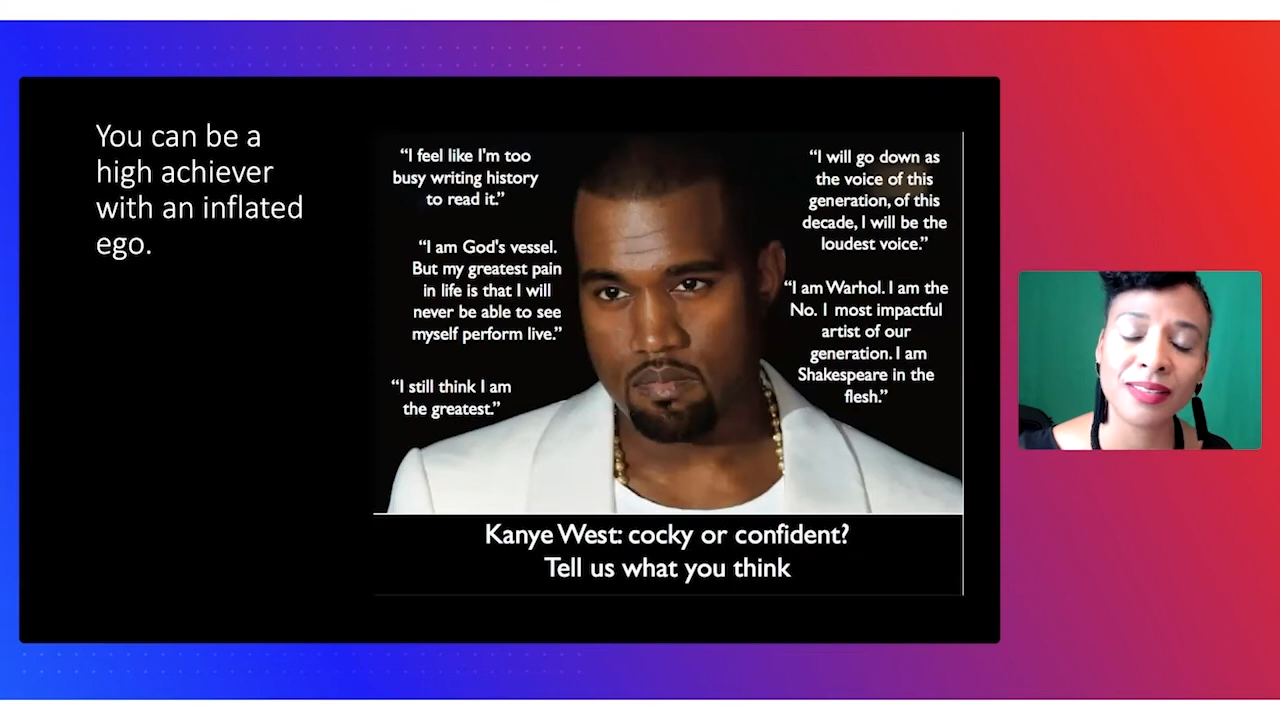 You can be a
high achiever
with an inflated
ego.
“I feel like I'm too
busy writing history
to read it.”
“I am God's vessel.
But my greatest pain
in life is that I will
never be able to see
myself perform live.”
“I still think I am
the greatest.”
“I will go down as
the voice of this
generation, of this
decade, I will be the
loudest voice.”
“I am Warhol. I am the
No. 1 most impactful
artist of our
generation. I am
Shakespeare in the
flesh.”
Kanye West: cocky or confident?
Tell us what you think